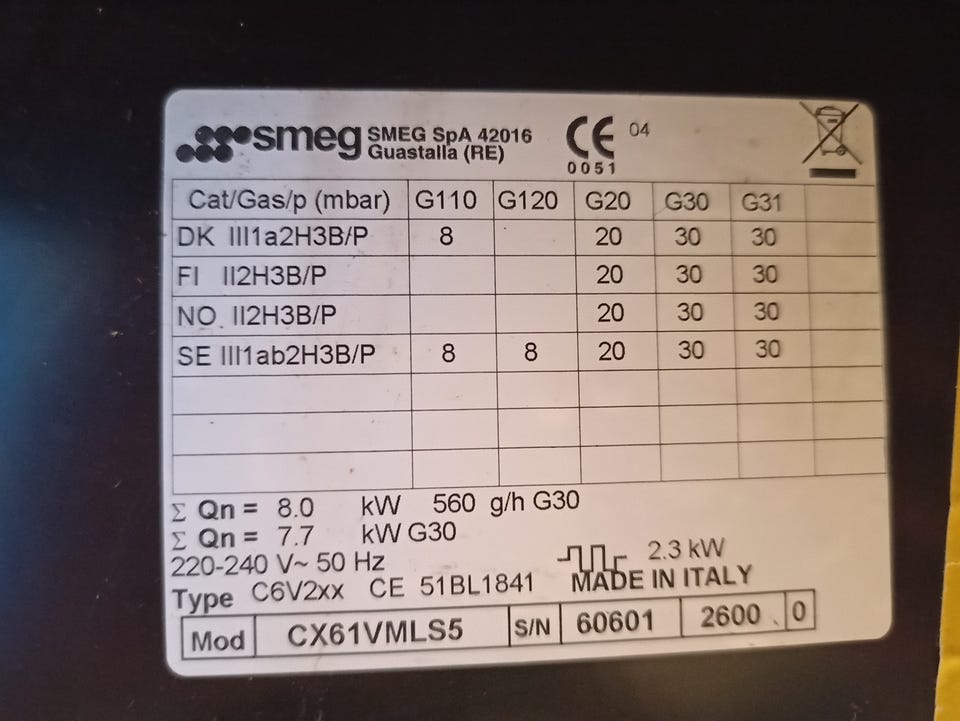 smeg SMEG SpA 42016
Guastalla (RE)
CE 04
0051
Cat/Gas/p (mbar) G110 G120 G20 G30 G31
DK III1a2H3B/P 8 20 30 30
FI II2H3B/P 20 30 30
NO II2H3B/P 20 30 30
SE III1ab2H3B/P 8 8 20 30 30
Σ Qn = 8.0 kW 560 g/h G30
Σ Qn = 7.7 kW G30
220-240 V~ 50 Hz 2.3 kW
Type C6V2xx CE 51BL1841 MADE IN ITALY
Mod CX61VMLS5 S/N 60601 2600 0